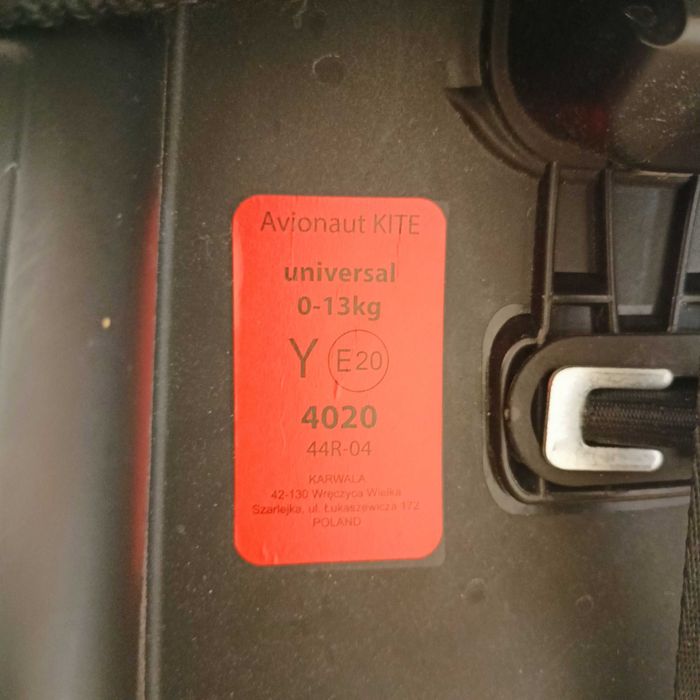 Avionaut KITE
universal
0-13kg
Y E20
4020
44R-04
KARWALA
42-130 Wręczyca Wielka
Szarlejka, ul. Łukaszewicza 172
POLAND